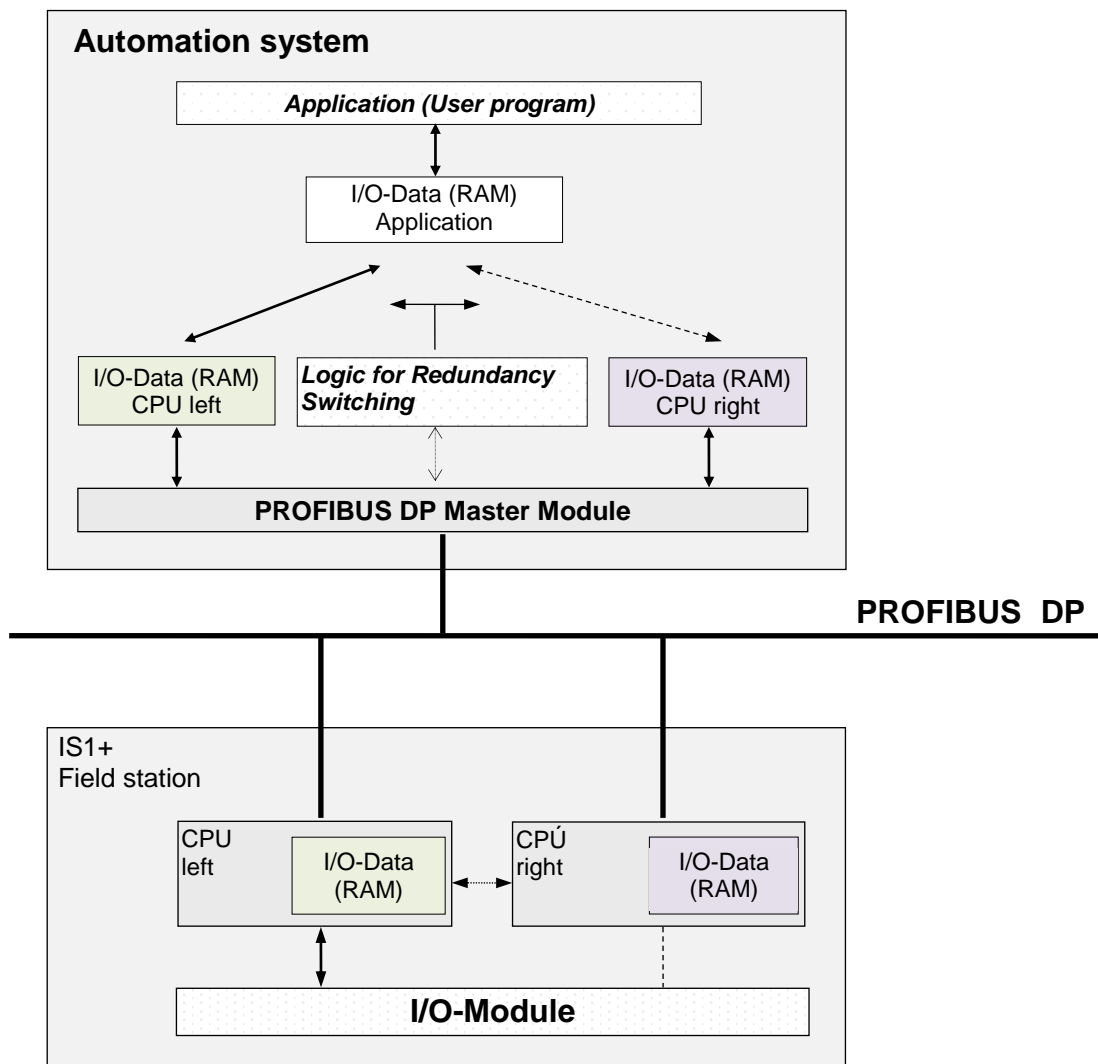 Automation system
Application (User program)
I/O-Data (RAM)
Application
I/O-Data (RAM)
CPU left
Logic for Redundancy
Switching
I/O-Data (RAM)
CPU right
PROFIBUS DP Master Module
PROFIBUS DP
IS1+
Field station
CPU
left
I/O-Data
(RAM)
CPÚ
right
I/O-Data
(RAM)
I/O-Module